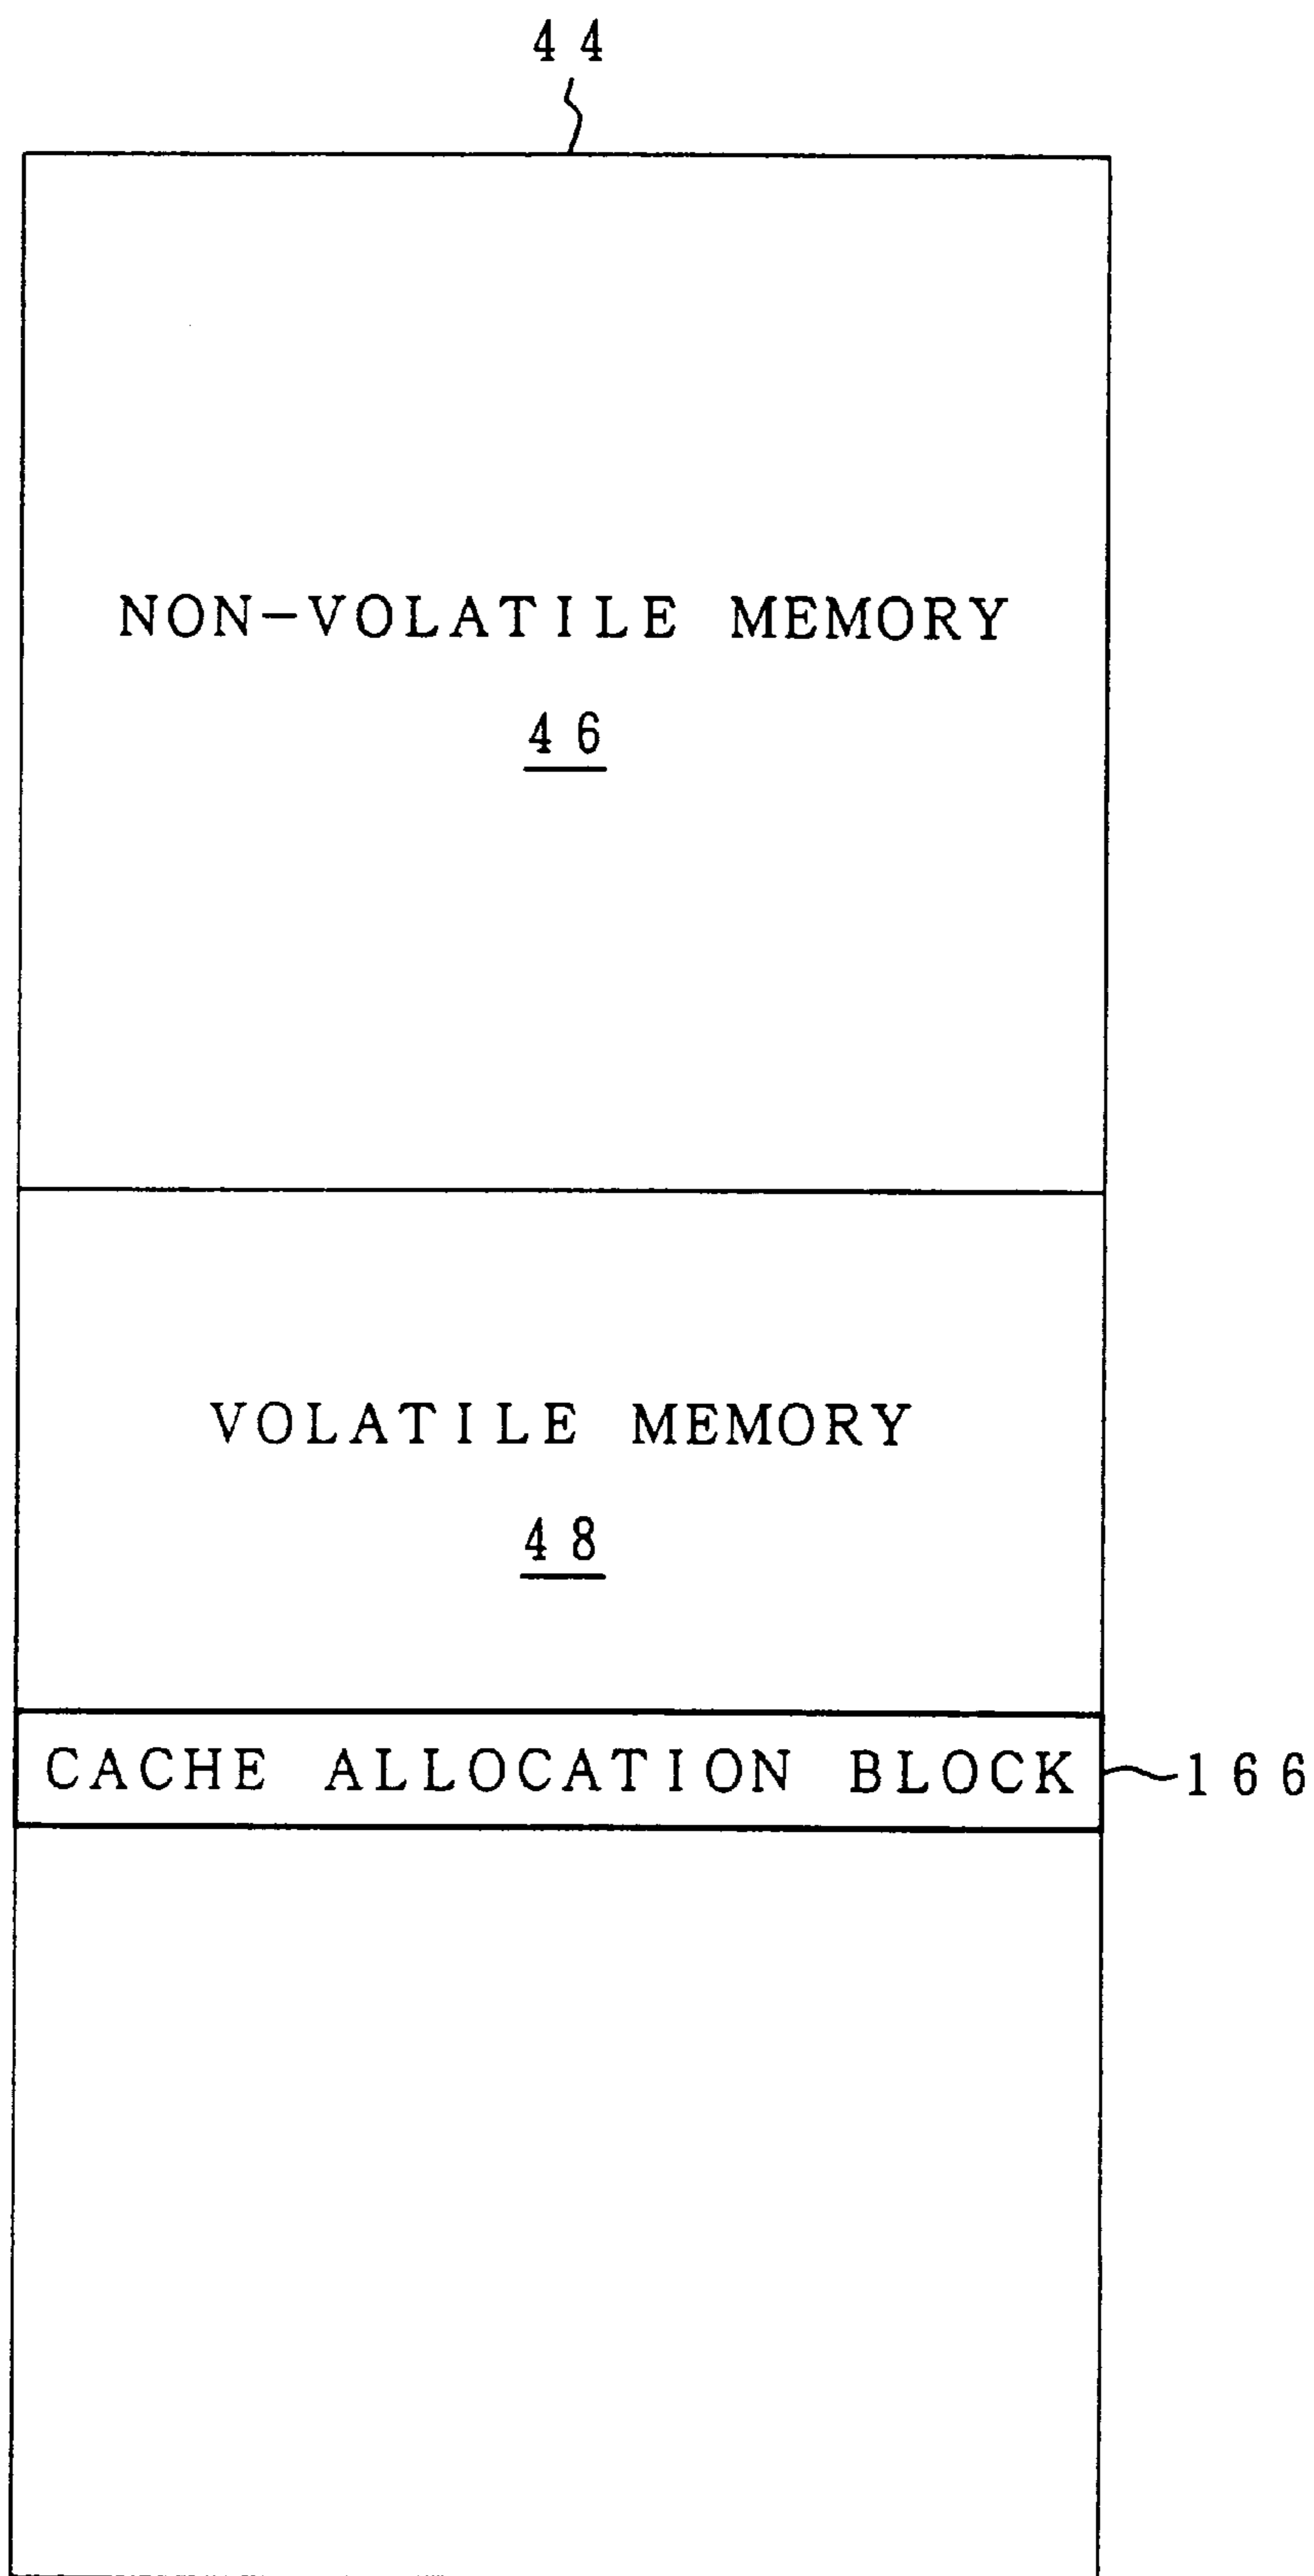 44
NON-VOLATILE MEMORY
46
VOLATILE MEMORY
48
CACHE ALLOCATION BLOCK 166